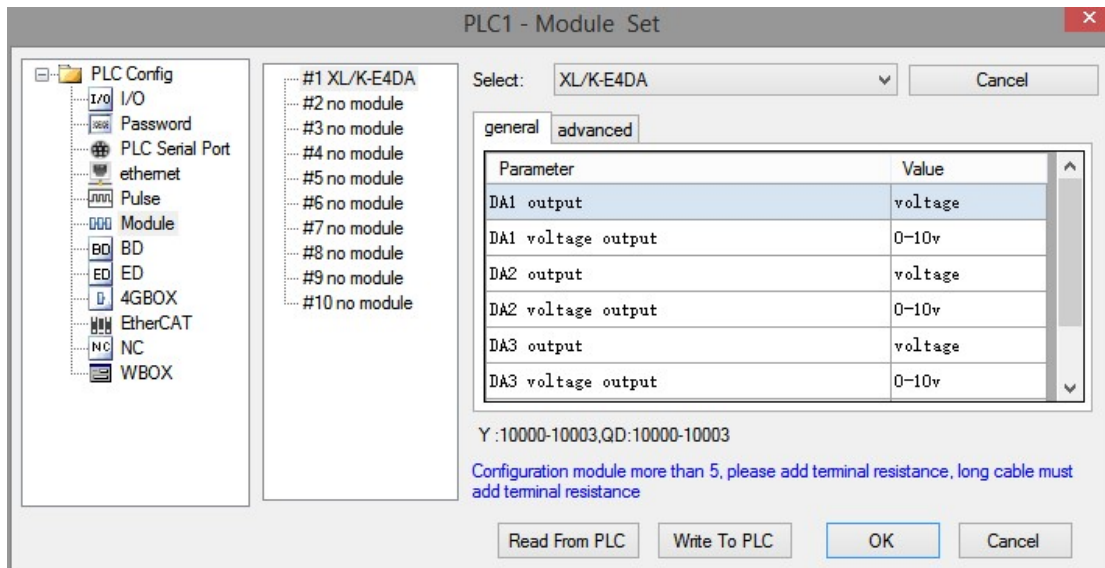 PLC1 - Module Set
PLC Config
I/O I/O
Password
PLC Serial Port
ethernet
Pulse
Module
BD BD
ED ED
4GBOX
EtherCAT
NC NC
WBOX
#1 XL/K-E4DA
#2 no module
#3 no module
#4 no module
#5 no module
#6 no module
#7 no module
#8 no module
#9 no module
#10 no module
Select: XL/K-E4DA Cancel
general advanced
Parameter Value
DA1 output voltage
DA1 voltage output 0-10v
DA2 output voltage
DA2 voltage output 0-10v
DA3 output voltage
DA3 voltage output 0-10v
Y :10000-10003,QD:10000-10003
Configuration module more than 5, please add terminal resistance, long cable must
add terminal resistance
Read From PLC Write To PLC OK Cancel